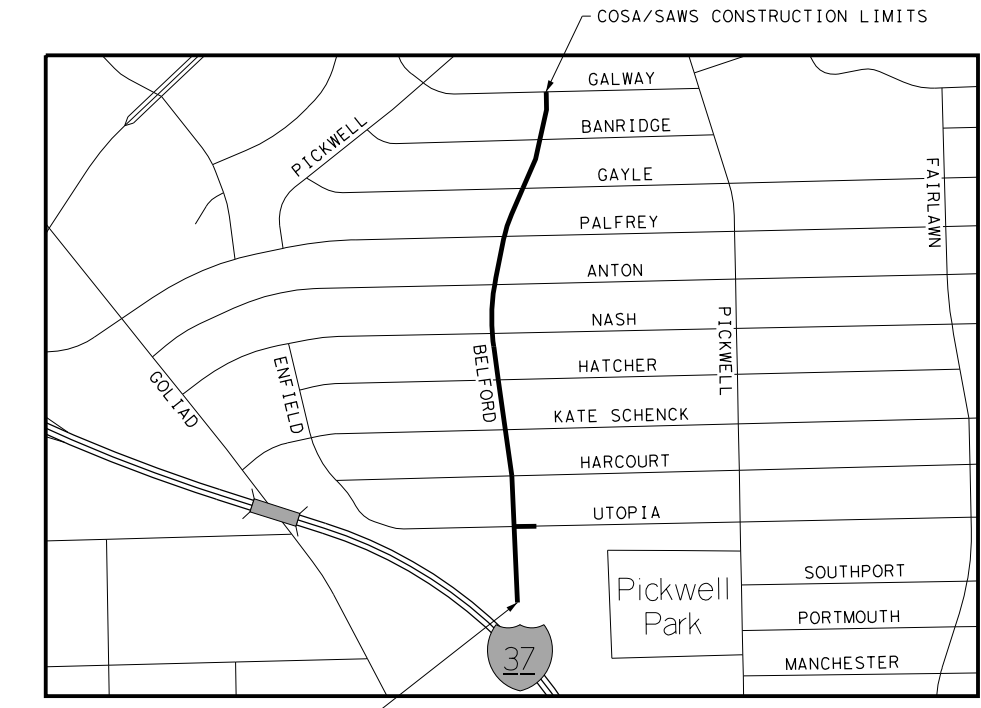 COSA/SAWS CONSTRUCTION LIMITS
GALWAY
BANRIDGE
PICKWELL
GAYLE
FAIRLAWN
PALFREY
ANTON
NASH
PICKWELL
HATCHER
BELFORD
ENFIELD
GOLIAD
KATE SCHENCK
HARCOURT
UTOPIA
SOUTHPORT
Pickwell
Park
PORTMOUTH
37
MANCHESTER